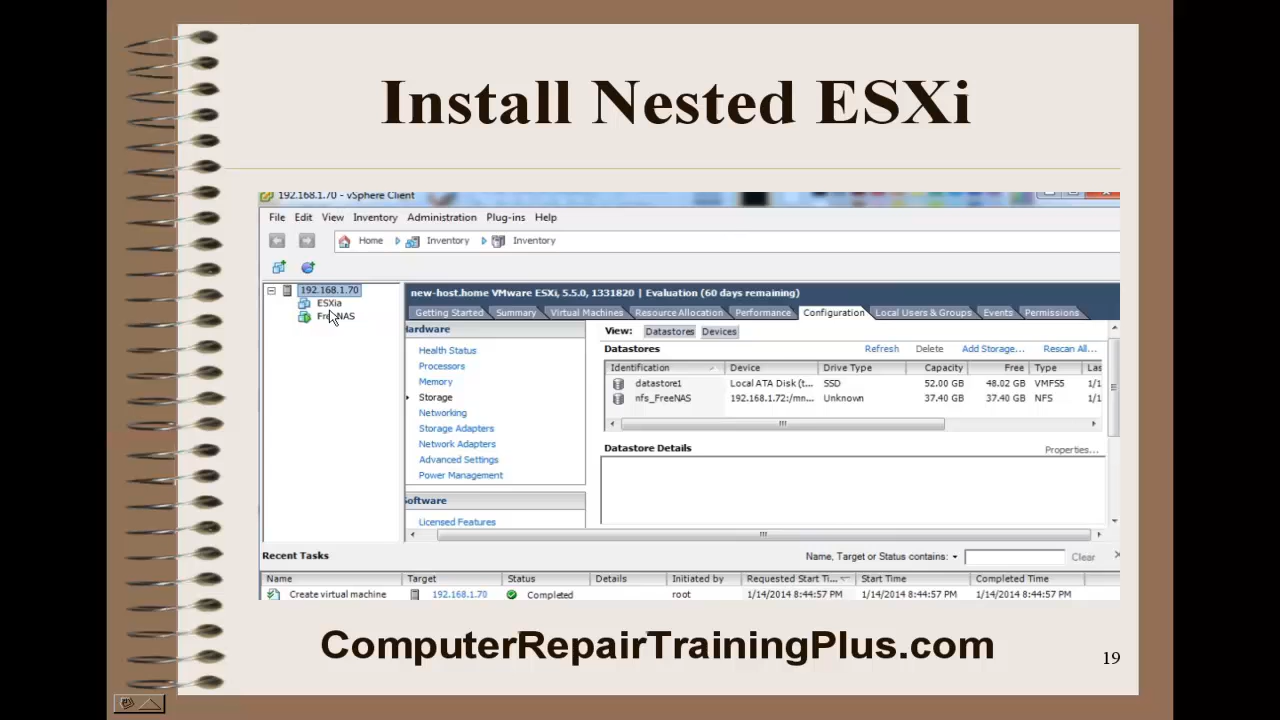 Install Nested ESXi
192.168.1.70 - vSphere Client
File Edit View Inventory Administration Plug-ins Help
Home Inventory Inventory
192.168.1.70
ESXia
FreeNAS
new-host.home VMware ESXi, 5.5.0, 1331820 | Evaluation (60 days remaining)
Getting Started Summary Virtual Machines Resource Allocation Performance Configuration Local Users & Groups Events Permissions
Hardware
Health Status
Processors
Memory
Storage
Networking
Storage Adapters
Network Adapters
Advanced Settings
Power Management
Software
Licensed Features
View: Datastores Devices
Datastores Refresh Delete Add Storage... Rescan All...
Identification Device Drive Type Capacity Free Type Las
datastore1 Local ATA Disk (t... SSD 52.00 GB 48.02 GB VMFS5 1/1
nfs_FreeNAS 192.168.1.72:/mn... Unknown 37.40 GB 37.40 GB NFS 1/1
Datastore Details Properties...
Recent Tasks Name, Target or Status contains: Clear
Name Target Status Details Initiated by Requested Start Ti... Start Time Completed Time
Create virtual machine 192.168.1.70 Completed root 1/14/2014 8:44:57 PM 1/14/2014 8:44:57 PM 1/14/2014 8:44:57 PM
ComputerRepairTrainingPlus.com
19